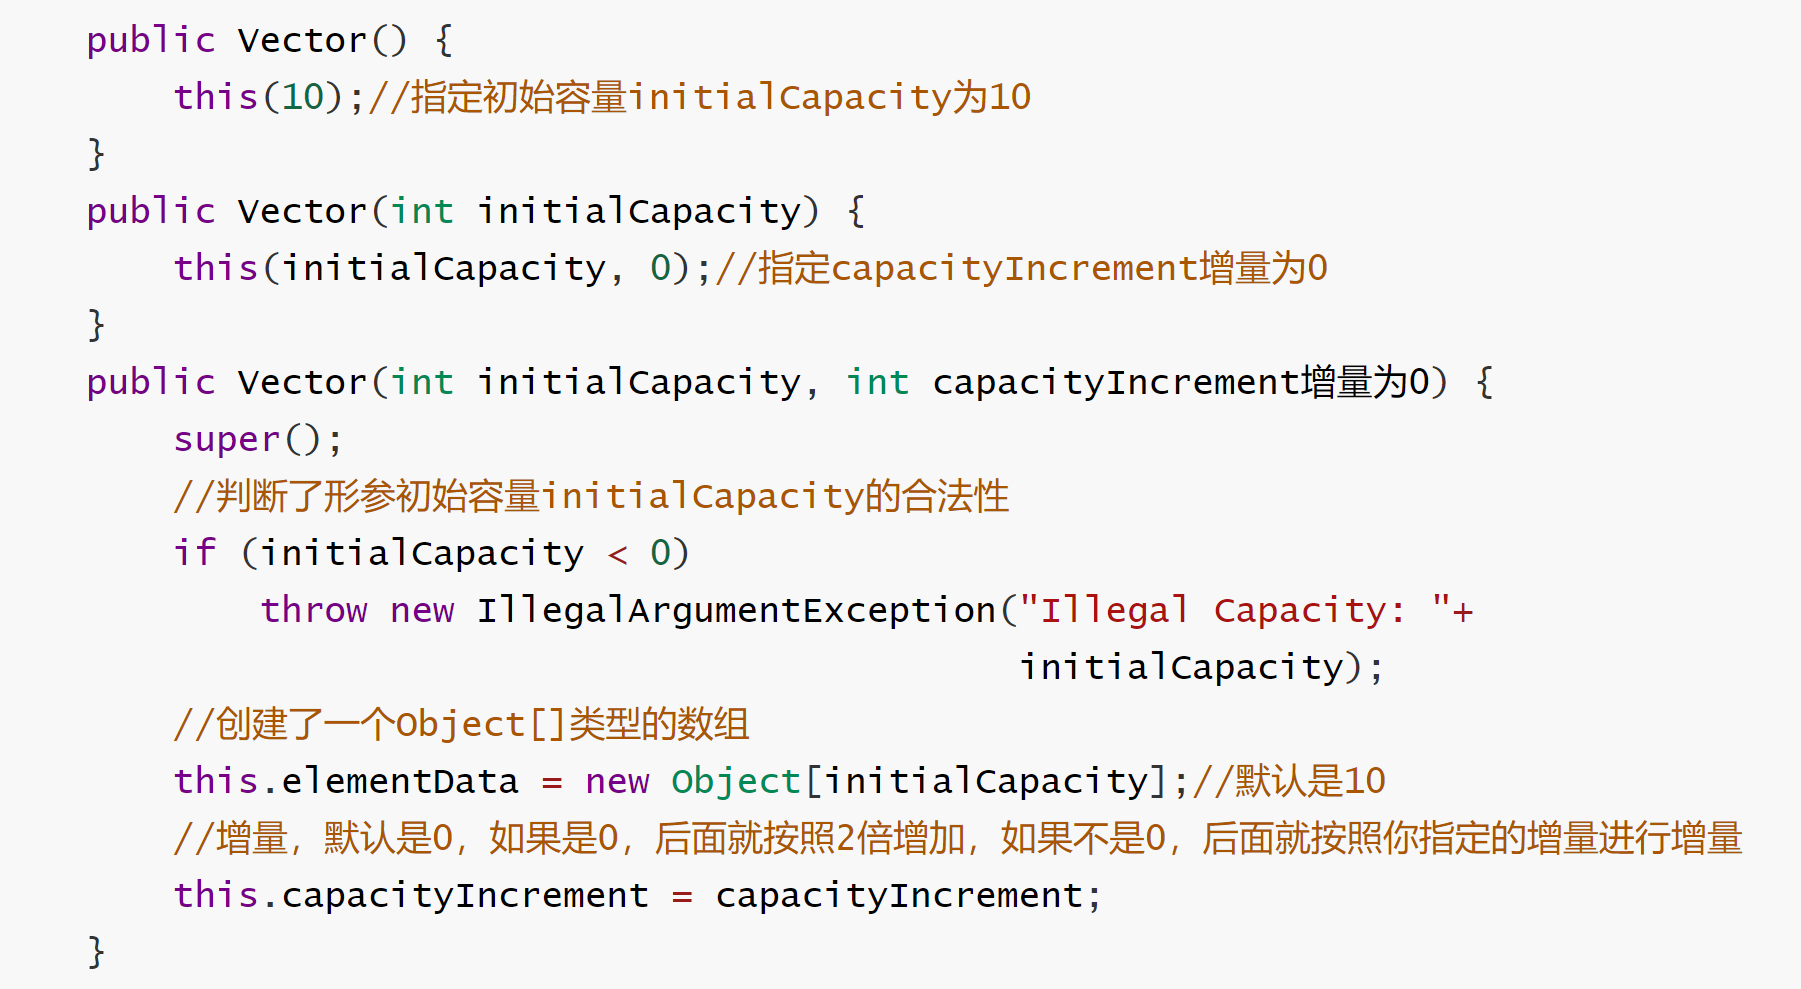 public Vector() {
    this(10);//指定初始容量initialCapacity为10
}
public Vector(int initialCapacity) {
    this(initialCapacity, 0);//指定capacityIncrement增量为0
}
public Vector(int initialCapacity, int capacityIncrement增量为0) {
    super();
    //判断了形参初始容量initialCapacity的合法性
    if (initialCapacity < 0)
        throw new IllegalArgumentException("Illegal Capacity: "+
                                           initialCapacity);
    //创建了一个Object[]类型的数组
    this.elementData = new Object[initialCapacity];//默认是10
    //增量，默认是0，如果是0，后面就按照2倍增加，如果不是0，后面就按照你指定的增量进行增量
    this.capacityIncrement = capacityIncrement;
}